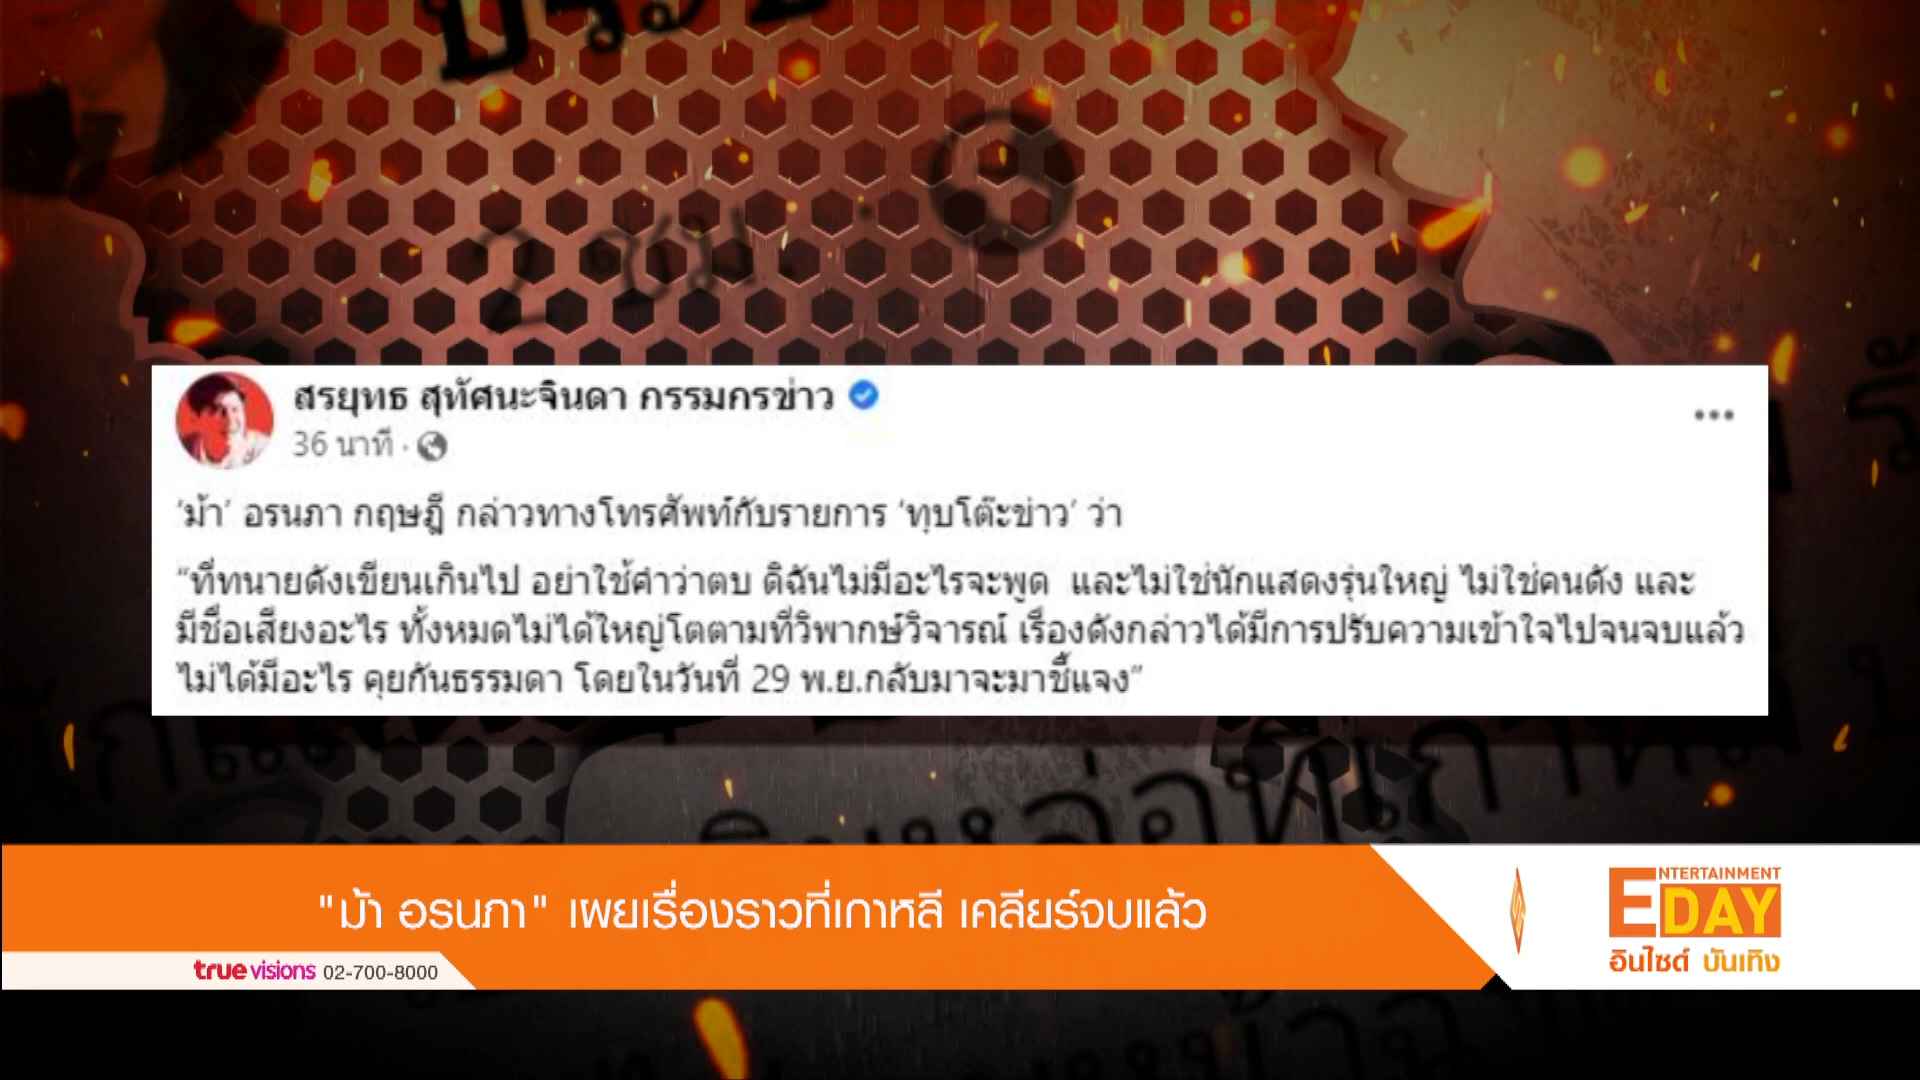 2 ชม.
สรยุทธ สุทัศนะจินดา กรรมกรข่าว
36 นาที ·
‘ม้า’ อรนภา กฤษฎี กล่าวทางโทรศัพท์กับรายการ ‘ทุบโต๊ะข่าว’ ว่า
“ที่ทนายดังเขียนเกินไป อย่าใช้คำว่าตบ ดิฉันไม่มีอะไรจะพูด และไม่ใช่นักแสดงรุ่นใหญ่ ไม่ใช่คนดัง และ
มีชื่อเสียงอะไร ทั้งหมดไม่ได้ใหญ่โตตามที่วิพากษ์วิจารณ์ เรื่องดังกล่าวได้มีการปรับความเข้าใจไปจนจบแล้ว
ไม่ได้มีอะไร คุยกันธรรมดา โดยในวันที่ 29 พ.ย.กลับมาจะมาชี้แจง”
"ม้า อรนภา" เผยเรื่องราวที่เกาหลี เคลียร์จบแล้ว
truevisions 02-700-8000
ENTERTAINMENT
DAY
อินไซด์ บันเทิง